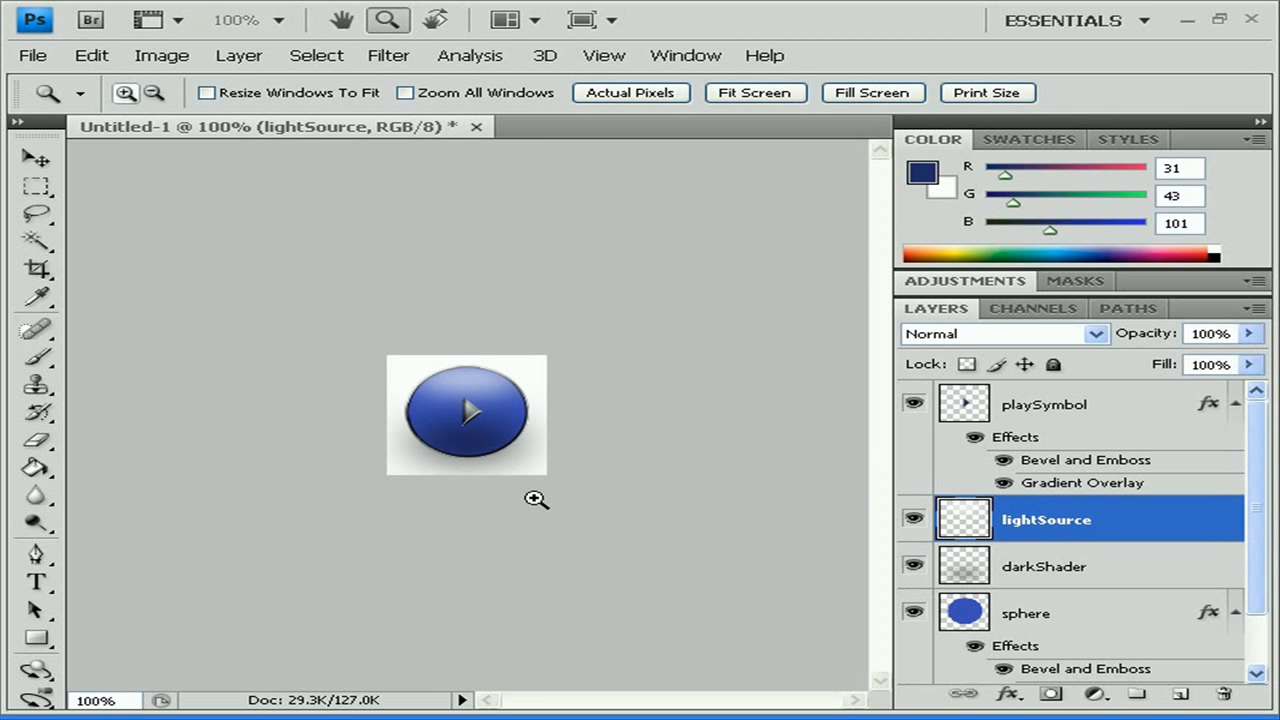 Ps Br 100% ESSENTIALS
File Edit Image Layer Select Filter Analysis 3D View Window Help
Resize Windows To Fit Zoom All Windows Actual Pixels Fit Screen Fill Screen Print Size
Untitled-1 @ 100% (lightSource, RGB/8) *
COLOR SWATCHES STYLES
R 31
G 43
B 101
ADJUSTMENTS MASKS
LAYERS CHANNELS PATHS
Normal Opacity: 100%
Lock: Fill: 100%
playSymbol fx
Effects
Bevel and Emboss
Gradient Overlay
lightSource
darkShader
sphere fx
Effects
Bevel and Emboss
T
100% Doc: 29.3K/127.0K fx